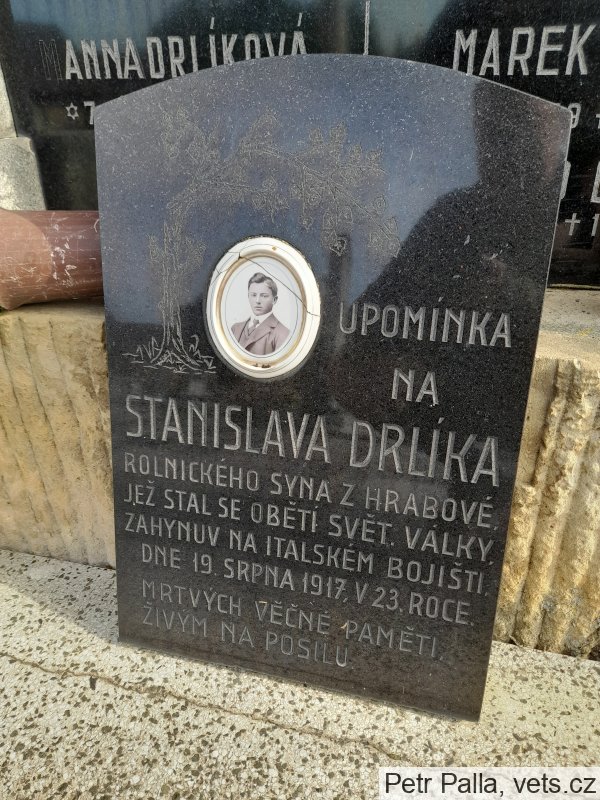 ANNA DRLÍKOVÁ
MAREK
UPOMÍNKA
NA
STANISLAVA DRLÍKA
ROLNICKÉHO SYNA Z HRABOVÉ,
JEŽ STAL SE OBĚTÍ SVĚT. VÁLKY,
ZAHYNUV NA ITALSKÉM BOJIŠTI,
DNE 19. SRPNA 1917, V 23. ROCE.
MRTVÝCH VĚČNÉ PAMĚTI,
ŽIVÝM NA POSILU.
Petr Palla, vets.cz